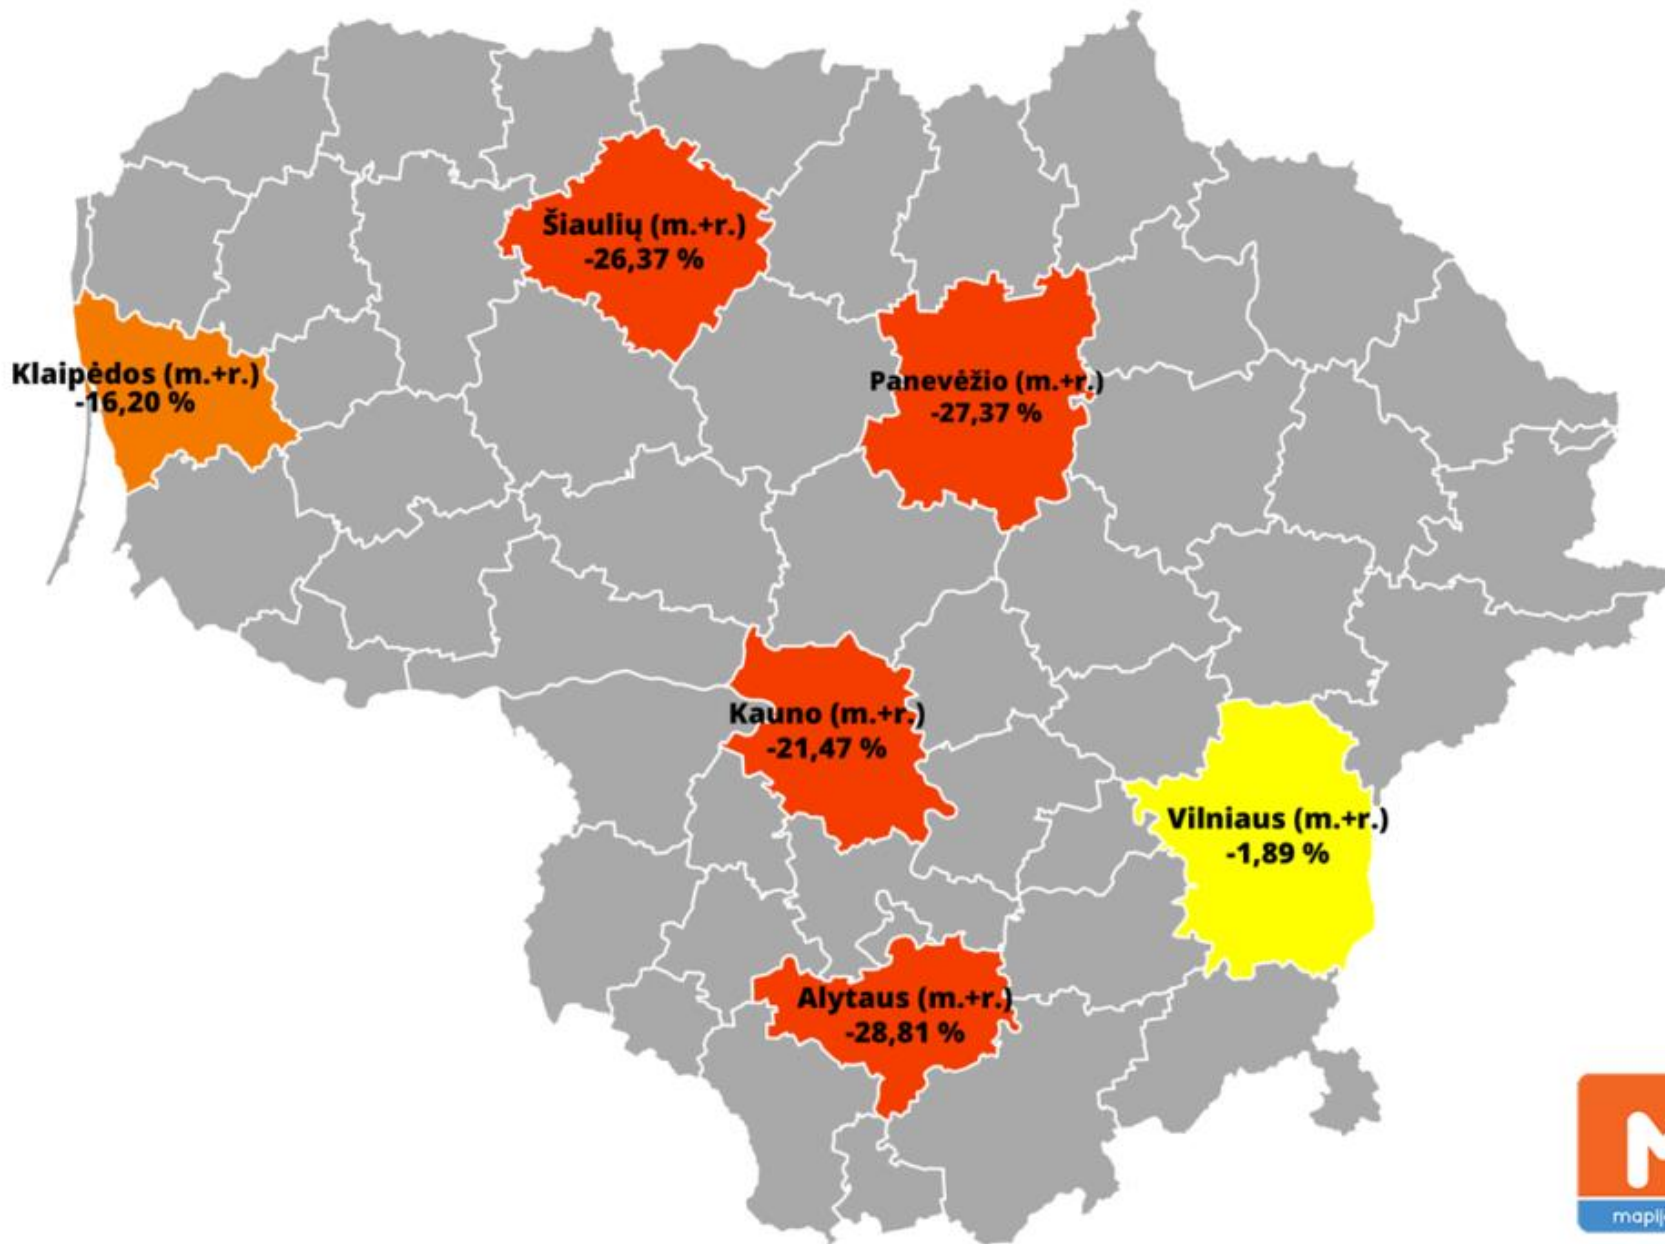 Šiaulių (m.+r.)
-26,37 %
Klaipėdos (m.+r.)
-16,20 %
Panevėžio (m.+r.)
-27,37 %
Kauno (m.+r.)
-21,47 %
Vilniaus (m.+r.)
-1,89 %
Alytaus (m.+r.)
-28,81 %